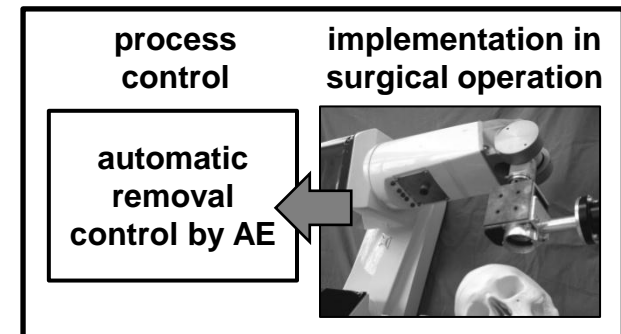 process
control
implementation in
surgical operation
automatic
removal
control by AE